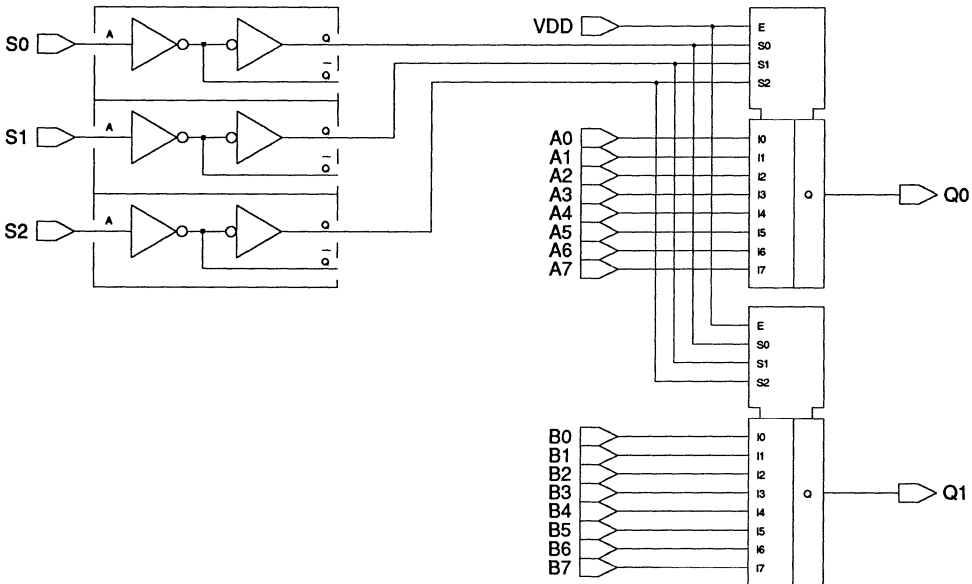 S0
A
Q
Q
S1
A
Q
Q
S2
A
Q
Q
VDD
E
S0
S1
S2
A0
A1
A2
A3
A4
A5
A6
A7
I0
I1
I2
I3
I4
I5
I6
I7
Q
Q0
E
S0
S1
S2
B0
B1
B2
B3
B4
B5
B6
B7
I0
I1
I2
I3
I4
I5
I6
I7
Q
Q1